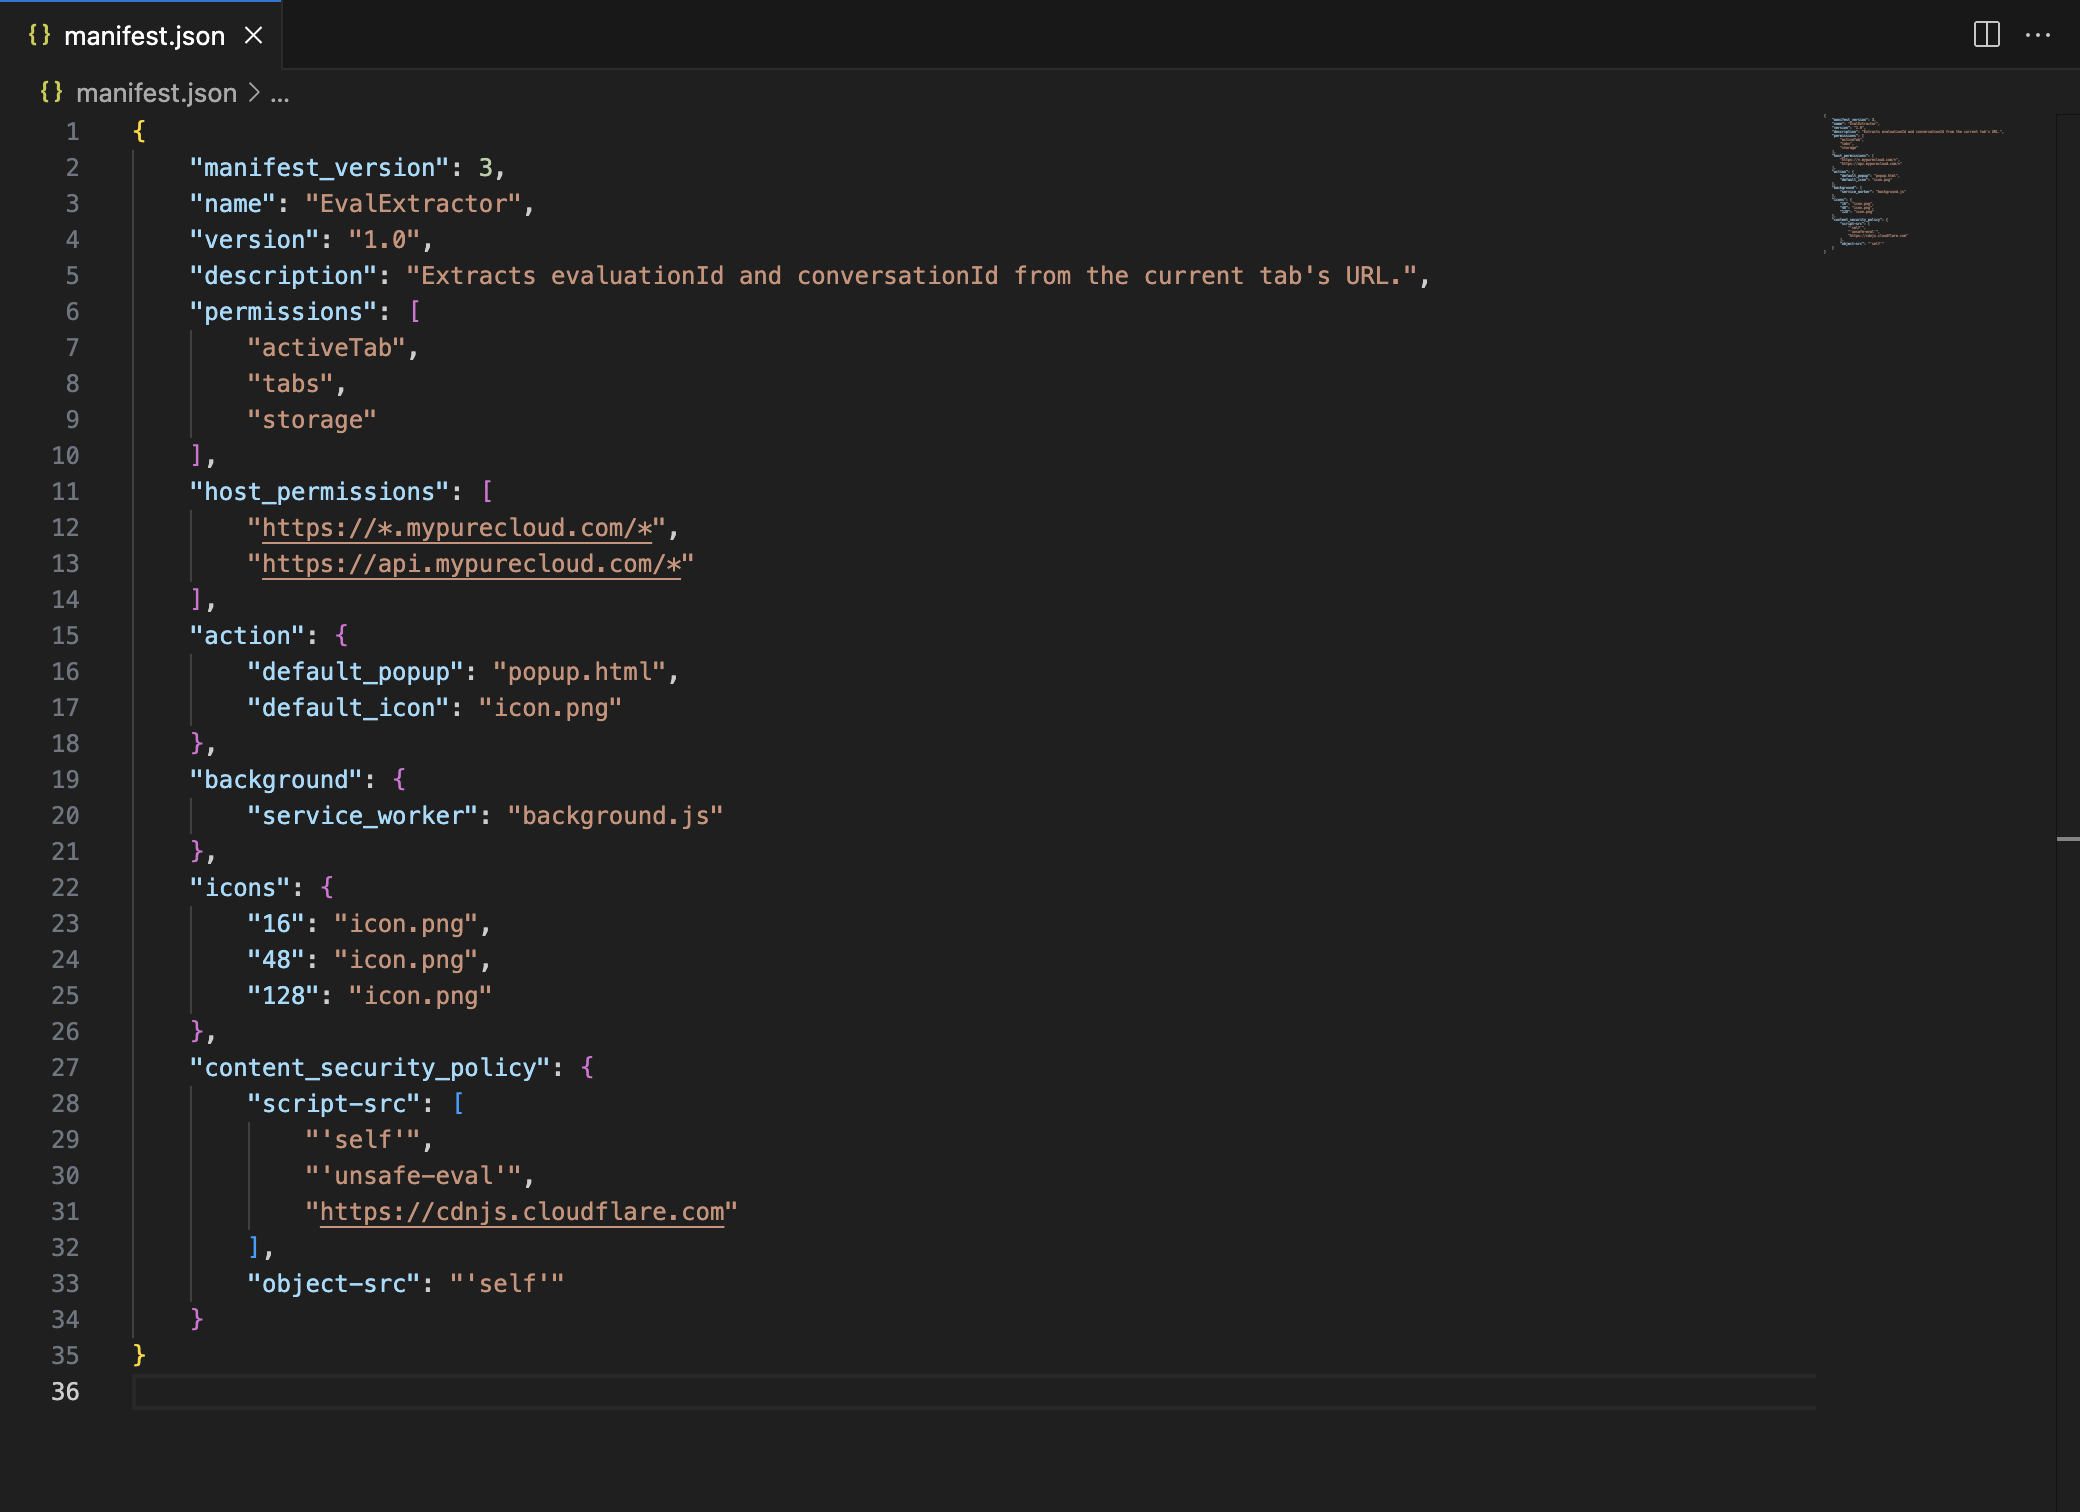 manifest.json
manifest.json > ...
1 {
2     "manifest_version": 3,
3     "name": "EvalExtractor",
4     "version": "1.0",
5     "description": "Extracts evaluationId and conversationId from the current tab's URL.",
6     "permissions": [
7         "activeTab",
8         "tabs",
9         "storage"
10     ],
11     "host_permissions": [
12         "https://*.mypurecloud.com/*",
13         "https://api.mypurecloud.com/*"
14     ],
15     "action": {
16         "default_popup": "popup.html",
17         "default_icon": "icon.png"
18     },
19     "background": {
20         "service_worker": "background.js"
21     },
22     "icons": {
23         "16": "icon.png",
24         "48": "icon.png",
25         "128": "icon.png"
26     },
27     "content_security_policy": {
28         "script-src": [
29             "'self'",
30             "'unsafe-eval'",
31             "https://cdnjs.cloudflare.com"
32         ],
33         "object-src": "'self'"
34     }
35 }
36